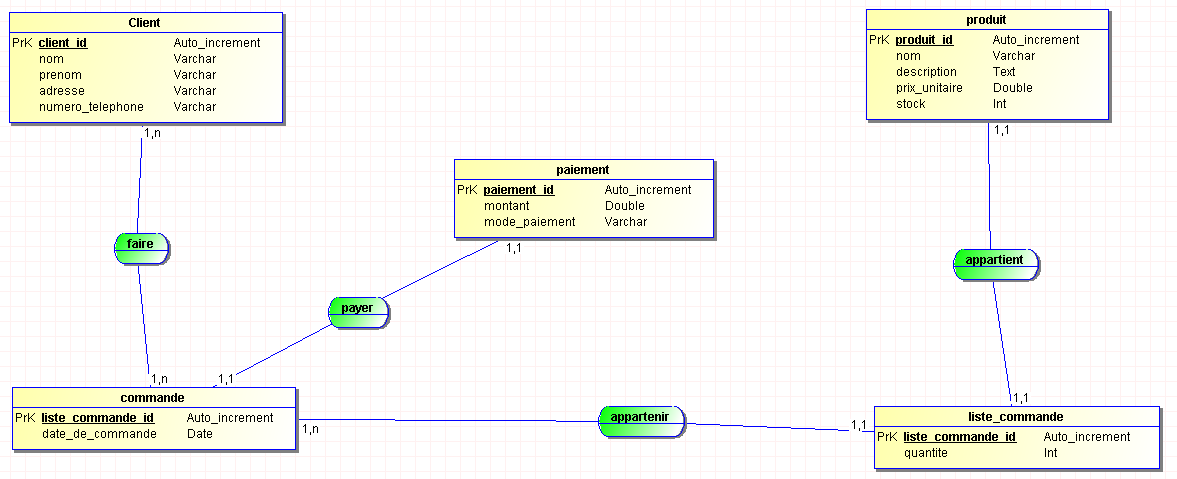 Client
PrK client_id Auto_increment
nom Varchar
prenom Varchar
adresse Varchar
numero_telephone Varchar
1,n
faire
1,n
produit
PrK produit_id Auto_increment
nom Varchar
description Text
prix_unitaire Double
stock Int
1,1
appartient
1,1
paiement
PrK paiement_id Auto_increment
montant Double
mode_paiement Varchar
1,1
payer
1,1
commande
PrK liste_commande_id Auto_increment
date_de_commande Date
1,n
appartenir
1,1
liste_commande
PrK liste_commande_id Auto_increment
quantite Int